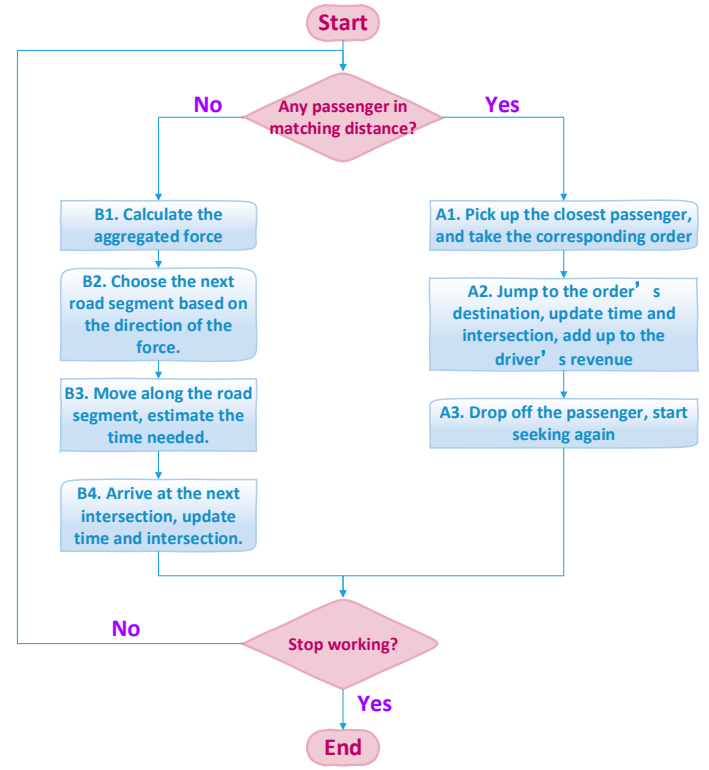 Start
Any passenger in
matching distance?
No
Yes
B1. Calculate the
aggregated force
B2. Choose the next
road segment based on
the direction of the
force.
B3. Move along the road
segment, estimate the
time needed.
B4. Arrive at the next
intersection, update
time and intersection.
A1. Pick up the closest passenger,
and take the corresponding order
A2. Jump to the order’s
destination, update time and
intersection, add up to the
driver’s revenue
A3. Drop off the passenger, start
seeking again
No
Stop working?
Yes
End